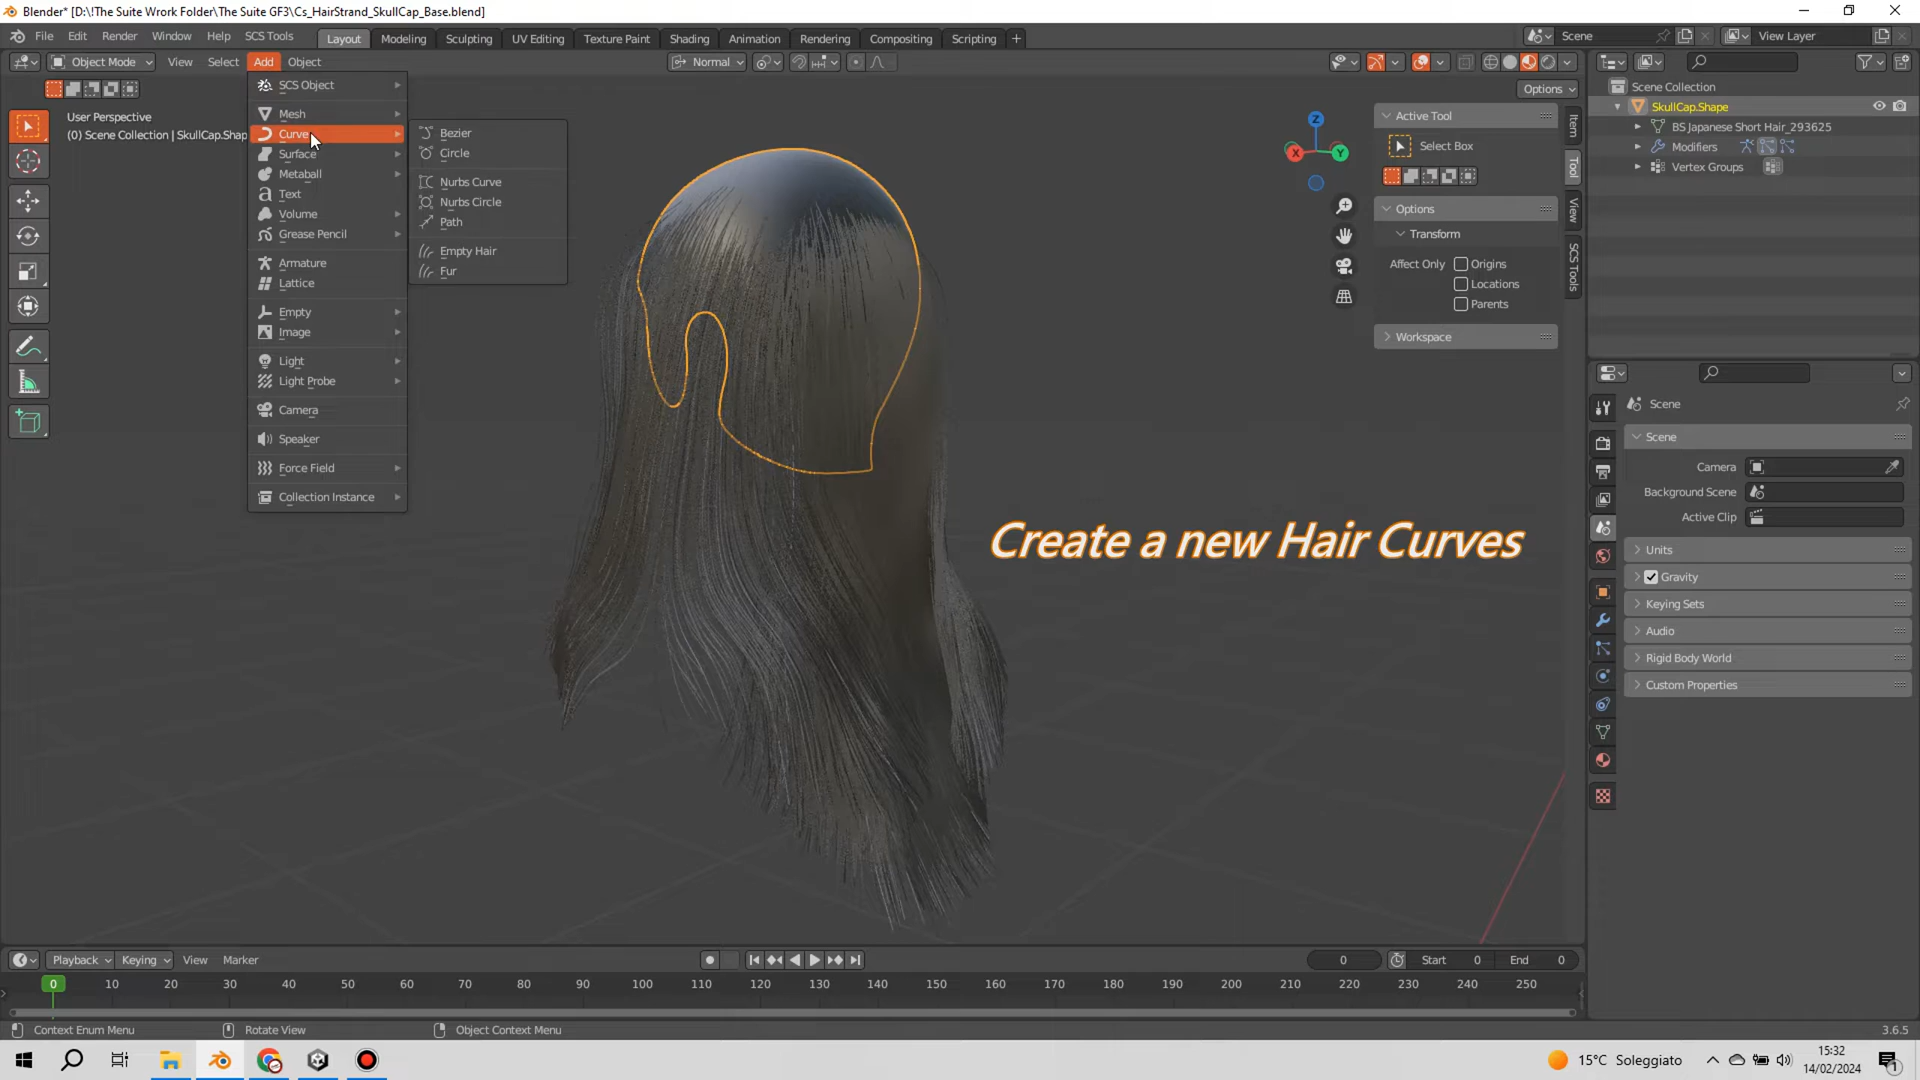 Blender* [D:\!The Suite Wrork Folder\The Suite GF3\Cs_HairStrand_SkullCap_Base.blend]
File Edit Render Window Help SCS Tools Layout Modeling Sculpting UV Editing Texture Paint Shading Animation Rendering Compositing Scripting + Scene View Layer
Object Mode View Select Add Object Normal
Options
User Perspective
(0) Scene Collection | SkullCap.Shap
SCS Object
Mesh
Curve
Surface
Metaball
Text
Volume
Grease Pencil
Armature
Lattice
Empty
Image
Light
Light Probe
Camera
Speaker
Force Field
Collection Instance
Bezier
Circle
Nurbs Curve
Nurbs Circle
Path
Empty Hair
Fur
Z
X
Y
Active Tool
Select Box
Options
Transform
Affect Only Origins
Locations
Parents
Workspace
Item
Tool
View
SCS Tools
Scene Collection
SkullCap.Shape
BS Japanese Short Hair_293625
Modifiers
Vertex Groups
Scene
Scene
Camera
Background Scene
Active Clip
Units
Gravity
Keying Sets
Audio
Rigid Body World
Custom Properties
Create a new Hair Curves
Playback Keying View Marker 0 Start 0 End 0
0 10 20 30 40 50 60 70 80 90 100 110 120 130 140 150 160 170 180 190 200 210 220 230 240 250
Context Enum Menu Rotate View Object Context Menu 3.6.5
15°C Soleggiato
15:32
14/02/2024
1